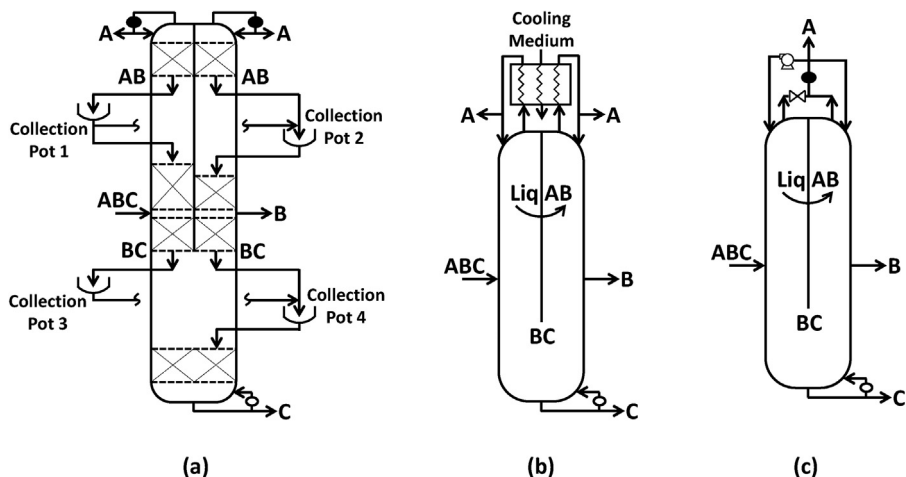 A
A
AB
AB
Collection
Pot 1
Collection
Pot 2
ABC
B
BC
BC
Collection
Pot 3
Collection
Pot 4
C
(a)
Cooling
Medium
A
A
Liq AB
ABC
B
BC
C
(b)
A
Liq AB
ABC
B
BC
C
(c)